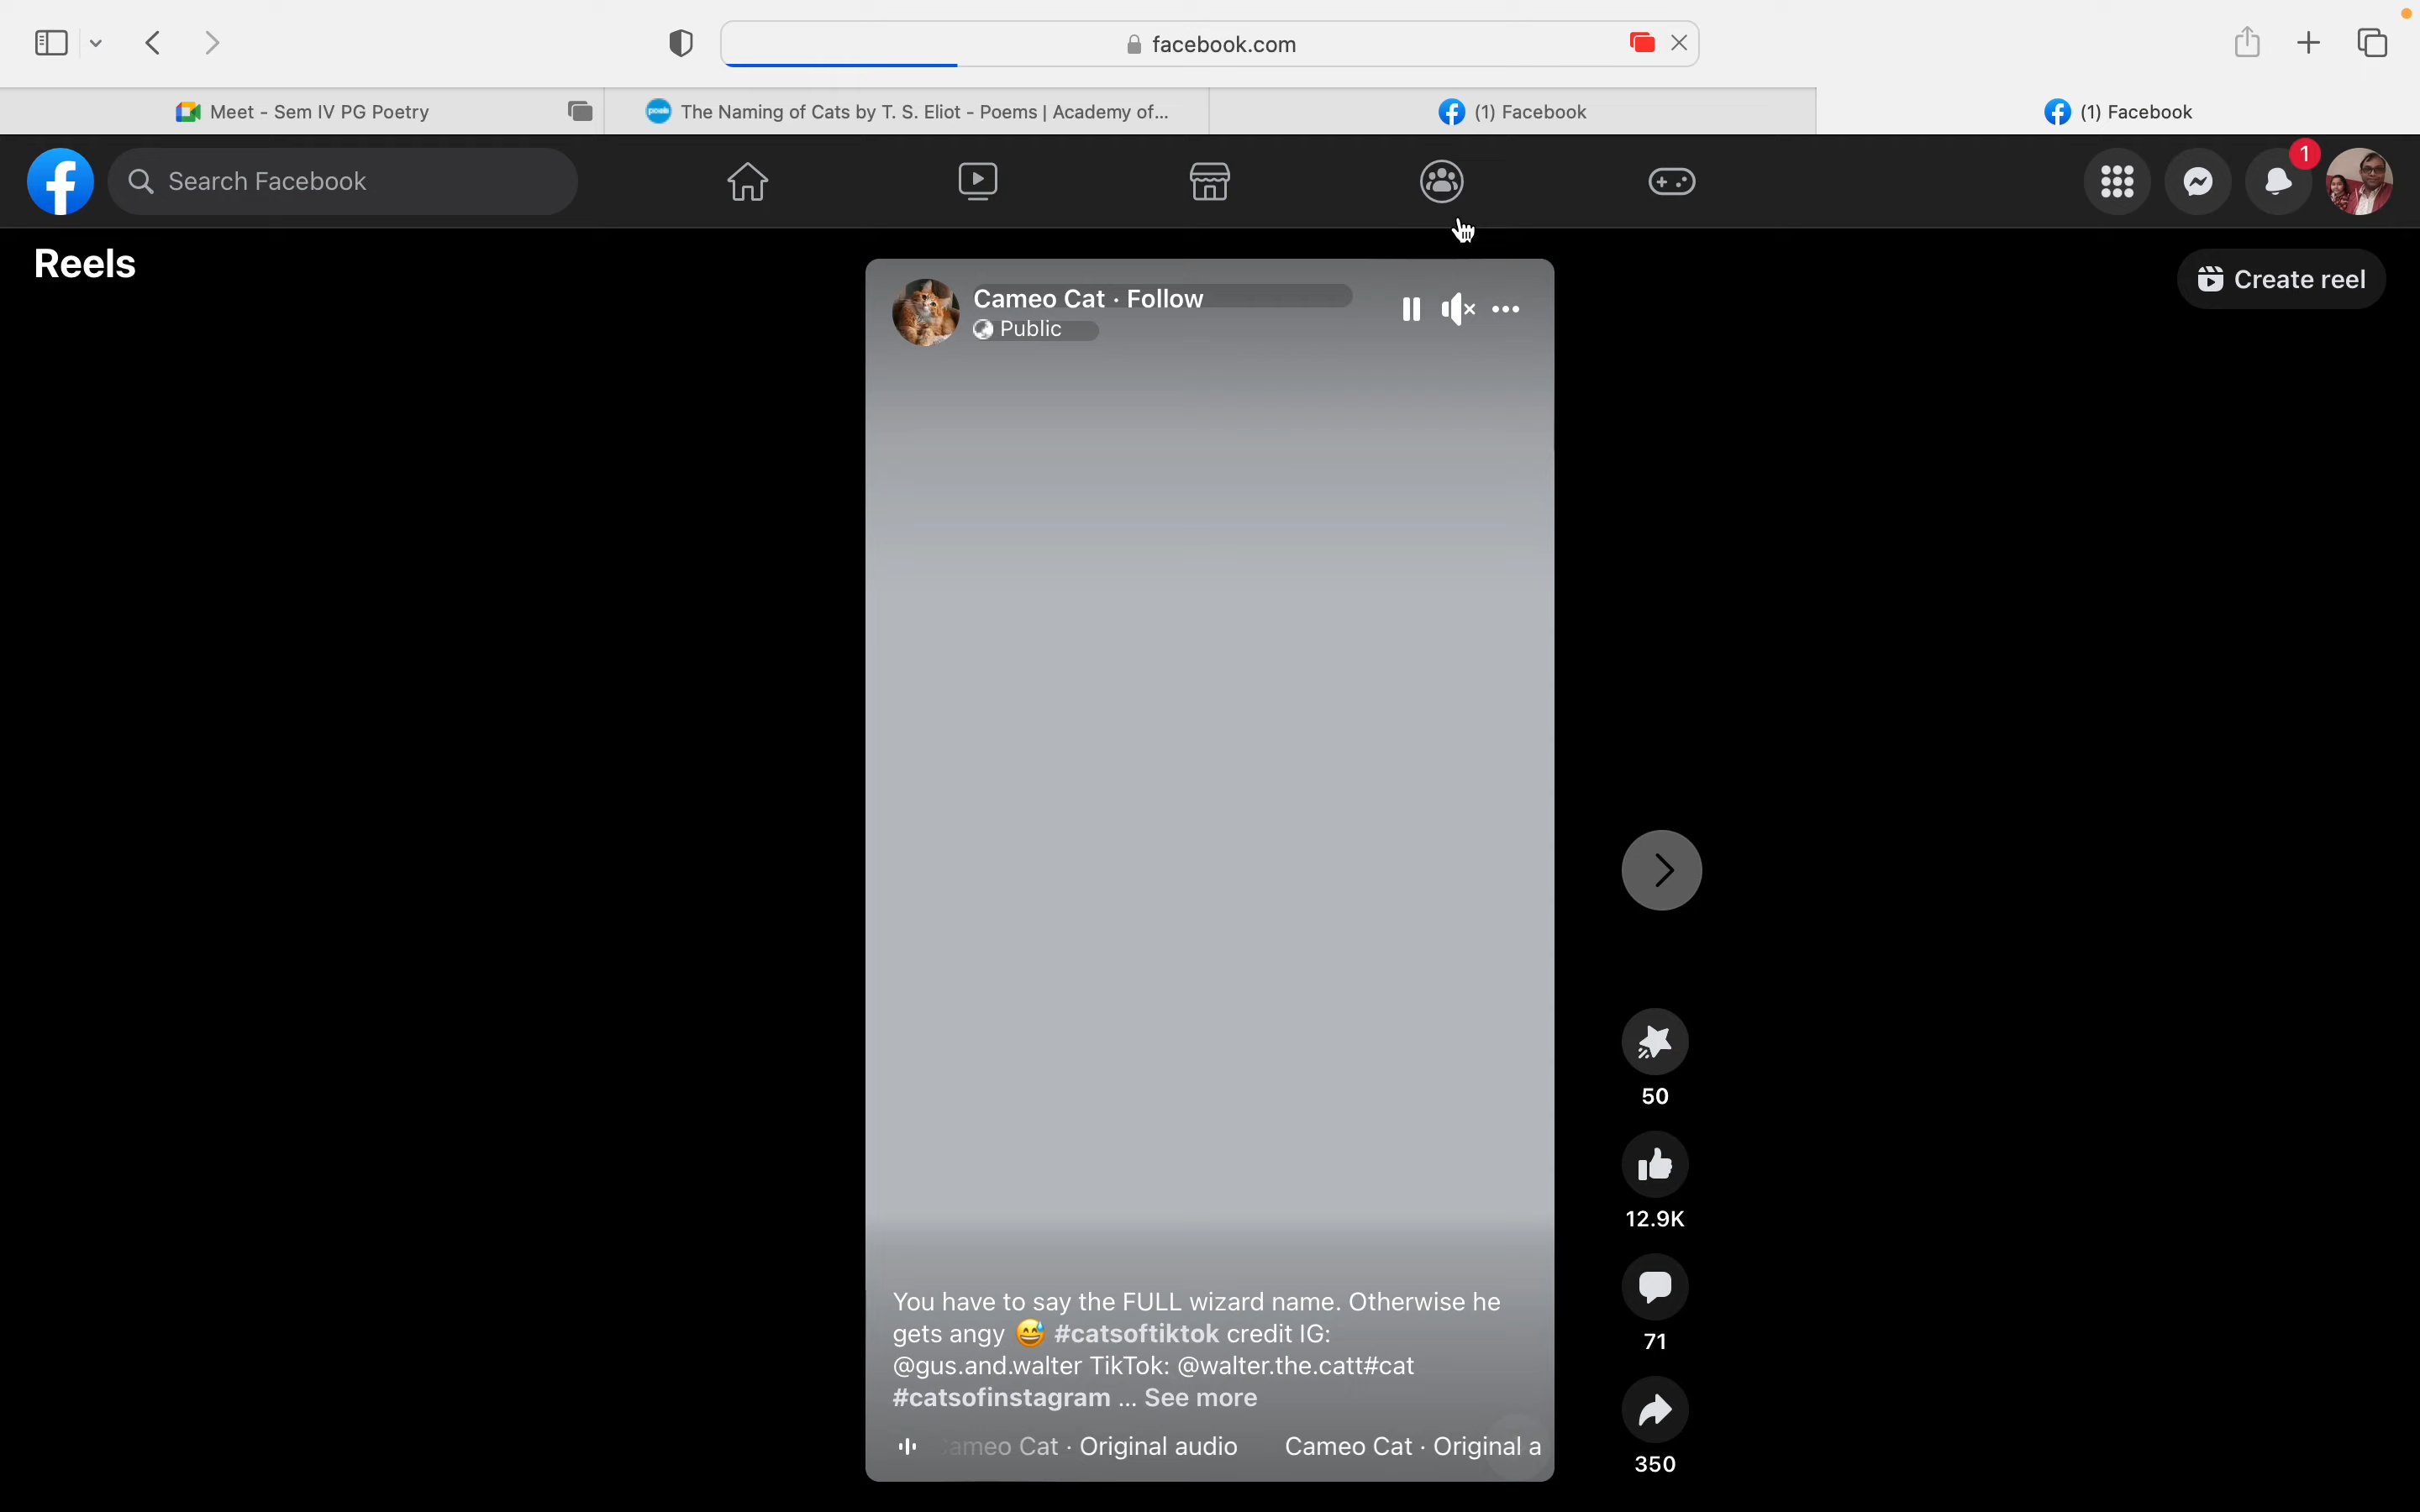 facebook.com
Meet - Sem IV PG Poetry
The Naming of Cats by T. S. Eliot - Poems | Academy of...
(1) Facebook
(1) Facebook
Search Facebook
1
Reels
Create reel
Cameo Cat · Follow
Public
50
12.9K
71
350
You have to say the FULL wizard name. Otherwise he
gets angy 😅 #catsoftiktok credit IG:
@gus.and.walter TikTok: @walter.the.catt#cat
#catsofinstagram ... See more
ameo Cat · Original audio Cameo Cat · Original a